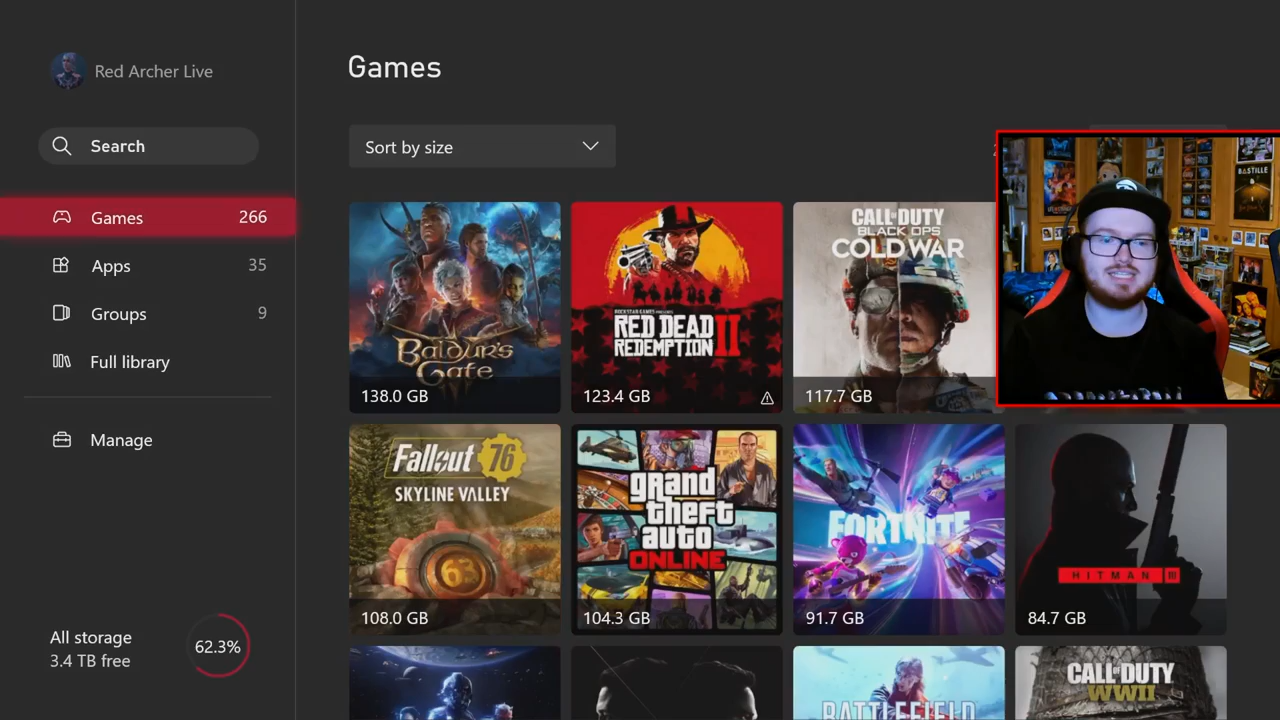 Red Archer Live
Games
Search
Sort by size
Games 266
Apps 35
Groups 9
Full library
Manage
All storage
3.4 TB free
62.3%
BALDUR'S
GATE
138.0 GB
ROCKSTAR GAMES PRESENTS
RED DEAD
REDEMPTION II
123.4 GB
CALL OF DUTY
BLACK OPS
COLD WAR
117.7 GB
BASTILLE
Fallout 76
SKYLINE VALLEY
63
108.0 GB
grand
theft
auto
ONLINE
104.3 GB
FORTNITE
91.7 GB
HITMAN III
84.7 GB
BATTLEFIELD
CALL OF DUTY
WWII